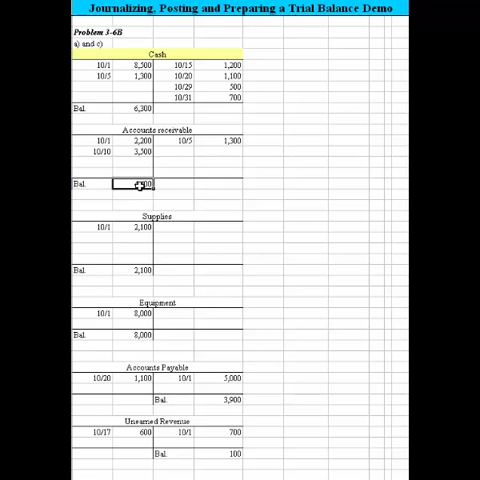 Journalizing, Posting and Preparing a Trial Balance Demo
Problem 3-6B
a) and c)
Cash
10/1 8,500 10/15 1,200
10/5 1,300 10/20 1,100
10/29 500
10/31 700
Bal. 6,300
Accounts receivable
10/1 2,200 10/5 1,300
10/10 3,500
Bal.
Supplies
10/1 2,100
Bal. 2,100
Equipment
10/1 8,000
Bal. 8,000
Accounts Payable
10/20 1,100 10/1 5,000
Bal. 3,900
Unearned Revenue
10/17 600 10/1 700
Bal. 100